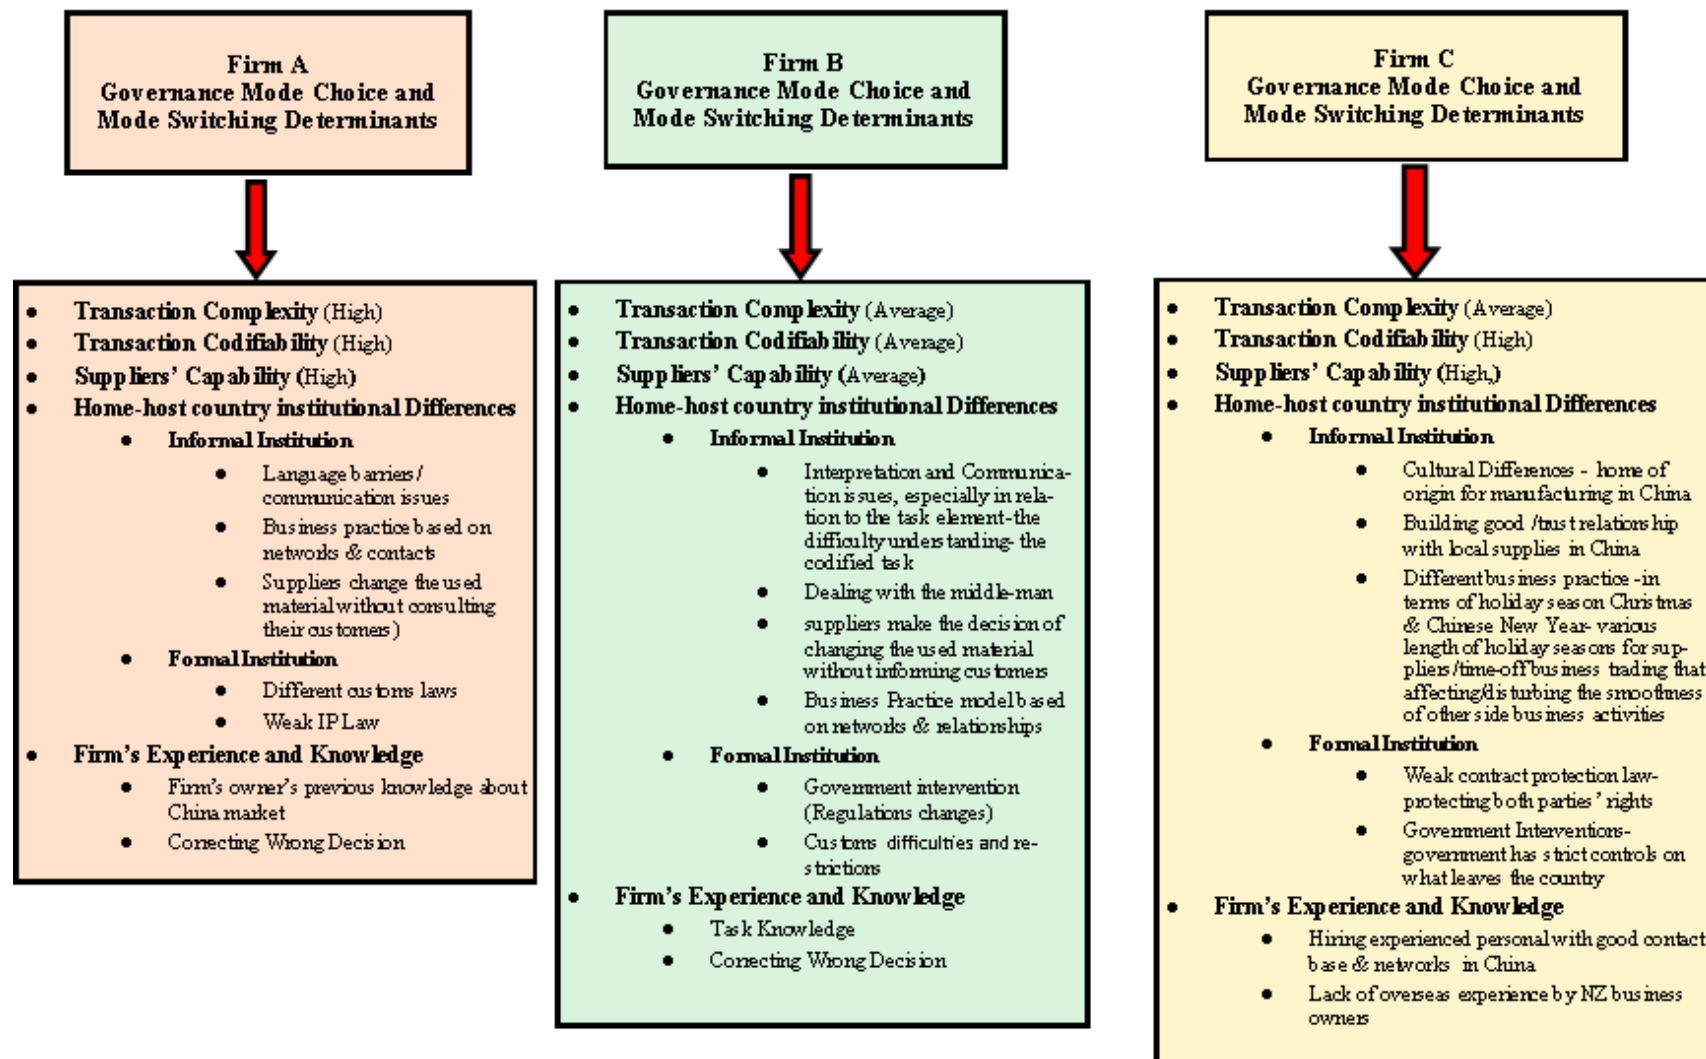 Firm A
Governance Mode Choice and
Mode Switching Determinants
Firm B
Governance Mode Choice and
Mode Switching Determinants
Firm C
Governance Mode Choice and
Mode Switching Determinants
• Transaction Complexity (High)
• Transaction Codifiability (High)
• Suppliers' Capability (High)
• Home-host country institutional Differences
• Informal Institution
• Language barriers/
communication issues
• Business practice based on
networks & contacts
• Suppliers change the used
material without consulting
their customers)
• Formal Institution
• Different customs laws
• Weak IP Law
• Firm's Experience and Knowledge
• Firm's owner's previous knowledge about
China market
• Correcting Wrong Decision
• Transaction Complexity (Average)
• Transaction Codifiability (Average)
• Suppliers' Capability (Average)
• Home-host country institutional Differences
• Informal Institution
• Interpretation and Communica-
tion issues, especially in rela-
tion to the task element-the
difficulty understanding- the
codified task
• Dealing with the middle-man
• suppliers make the decision of
changing the used material
without informing customers
• Business Practice model based
on networks & relationships
• Formal Institution
• Government intervention
(Regulations changes)
• Customs difficulties and re-
strictions
• Firm's Experience and Knowledge
• Task Knowledge
• Correcting Wrong Decision
• Transaction Complexity (Average)
• Transaction Codifiability (High)
• Suppliers' Capability (High,)
• Home-host country institutional Differences
• Informal Institution
• Cultural Differences - home of
origin for manufacturing in China
• Building good /trust relationship
with local supplies in China
• Different business practice -in
terms of holiday season Christmas
& Chinese New Year- various
length of holiday seasons for sup-
pliers/time-off business trading that
affecting/disturbing the smoothness
of other side business activities
• Formal Institution
• Weak contract protection law-
protecting both parties' rights
• Government Interventions-
government has strict controls on
what leaves the country
• Firm's Experience and Knowledge
• Hiring experienced personal with good contact
base & networks in China
• Lack of overseas experience by NZ business
owners